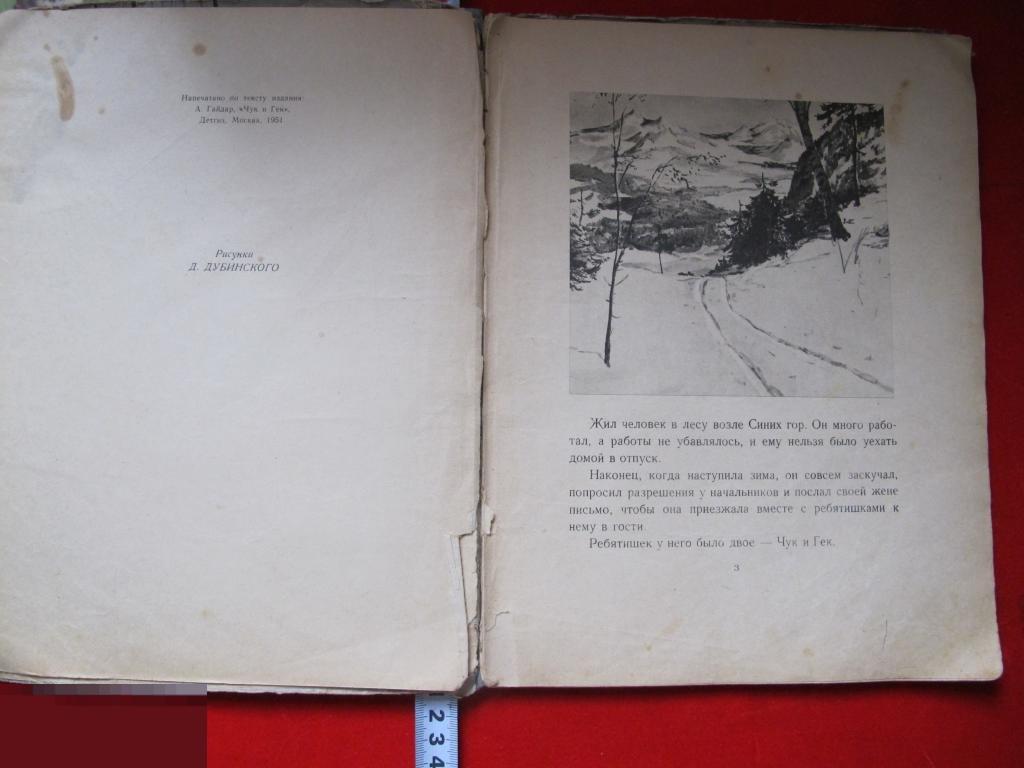 Напечатано по тексту издания:
А. Гайдар, «Чук и Гек»,
Детгиз, Москва, 1951
Рисунки
Д. ДУБИНСКОГО
Жил человек в лесу возле Синих гор. Он много рабо-
тал, а работы не убавлялось, и ему нельзя было уехать
домой в отпуск.
Наконец, когда наступила зима, он совсем заскучал,
попросил разрешения у начальников и послал своей жене
письмо, чтобы она приезжала вместе с ребятишками к
нему в гости.
Ребятишек у него было двое — Чук и Гек.
3
2 3 4